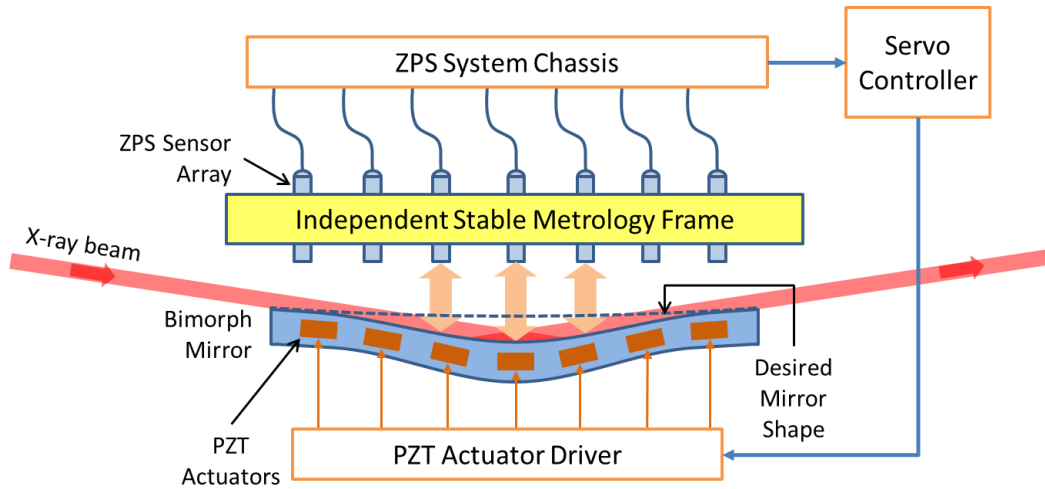 ZPS System Chassis
Servo
Controller
ZPS Sensor
Array
Independent Stable Metrology Frame
X-ray beam
Bimorph
Mirror
Desired
Mirror
Shape
PZT
Actuators
PZT Actuator Driver